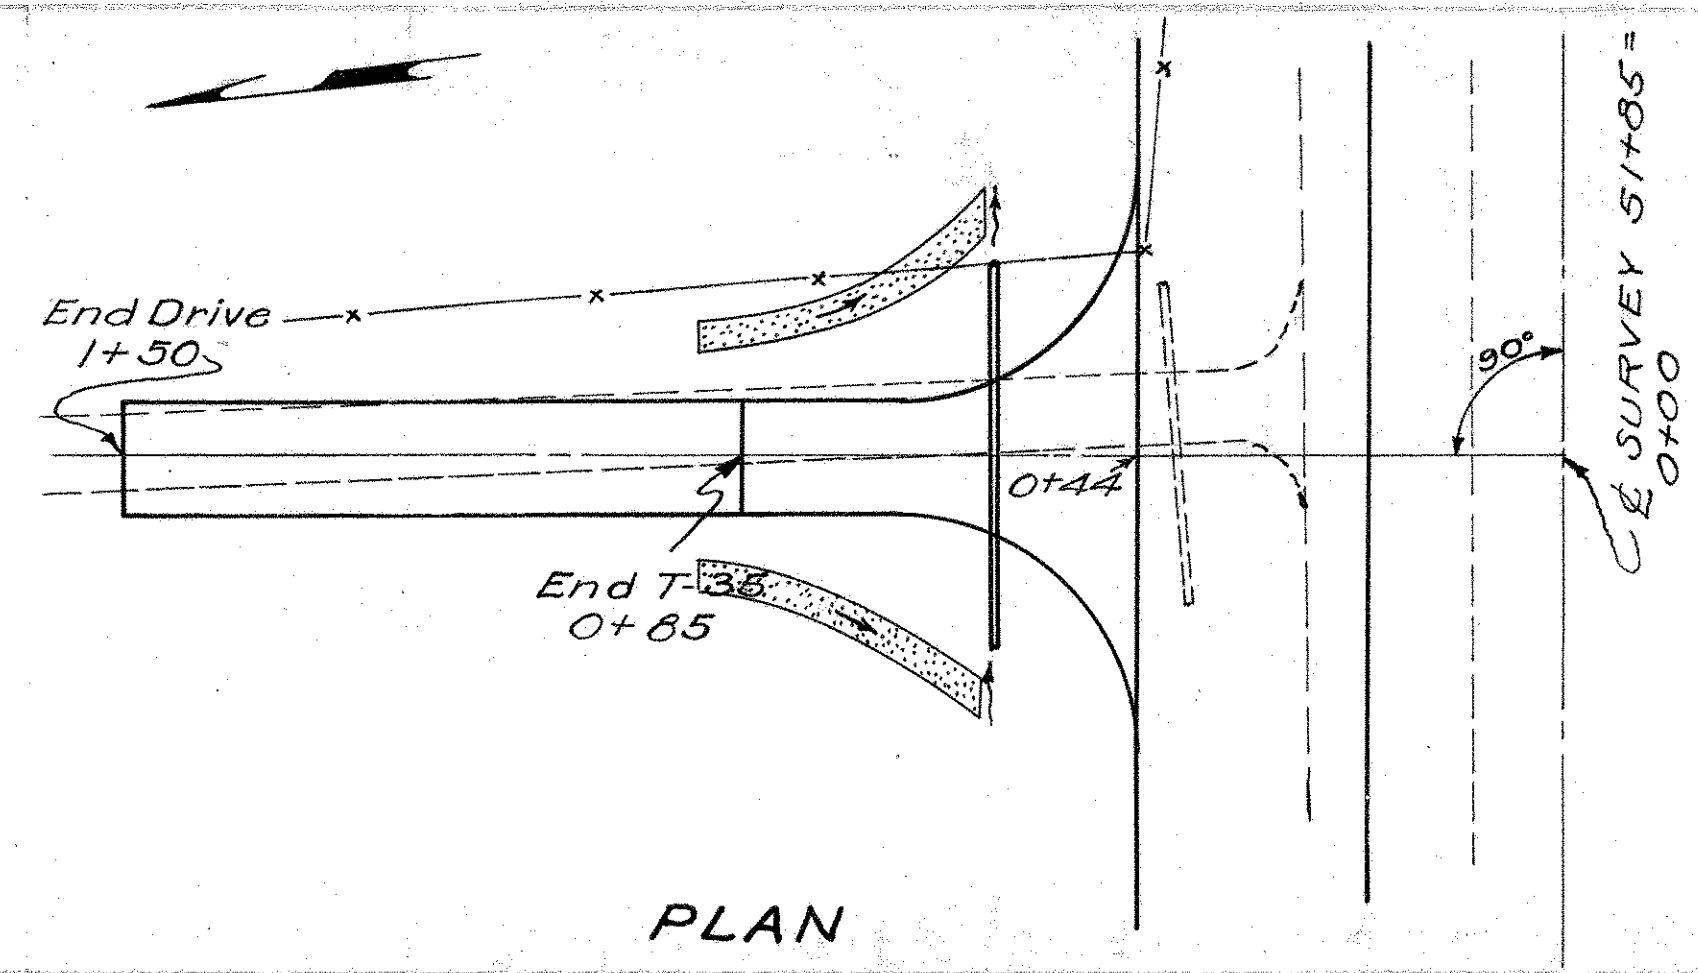 End Drive
1+50
End T-35
0+85
0+44
90°
℄ SURVEY 51+85 =
0+00
PLAN